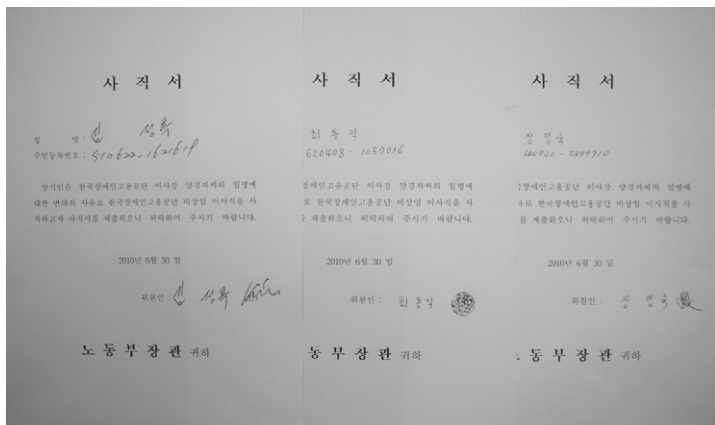 사 직 서
성 명 : 신 성 욱
주민등록번호 : 510622-1621619
상기인은 한국장애인고용공단 이사장 양경자씨의 임명에
대한 반대의 사유로 한국장애인고용공단 비상임 이사직을 사
직하고자 사직서를 제출하오니 허락하여 주시기 바랍니다.
2010년 6월 30 일
위원인 :
노 동 부 장 관 귀하
사 직 서
최 동 익
620408-1057036
장애인고용공단 이사장 양경자씨의 임명에
로 한국장애인고용공단 비상임 이사직을 사
제출하오니 허락하여 주시기 바랍니다.
2010년 6월 30 일
위원인 : 최 동 익
동 부 장 관 귀하
사 직 서
장 명 숙
장애인고용공단 이사장 양경자씨의 임명에
유로 한국장애인고용공단 비상임 이사직을 사
를 제출하오니 허락하여 주시기 바랍니다.
2010년 6월 30 일
위원인 : 장 명 숙
동 부 장 관 귀하